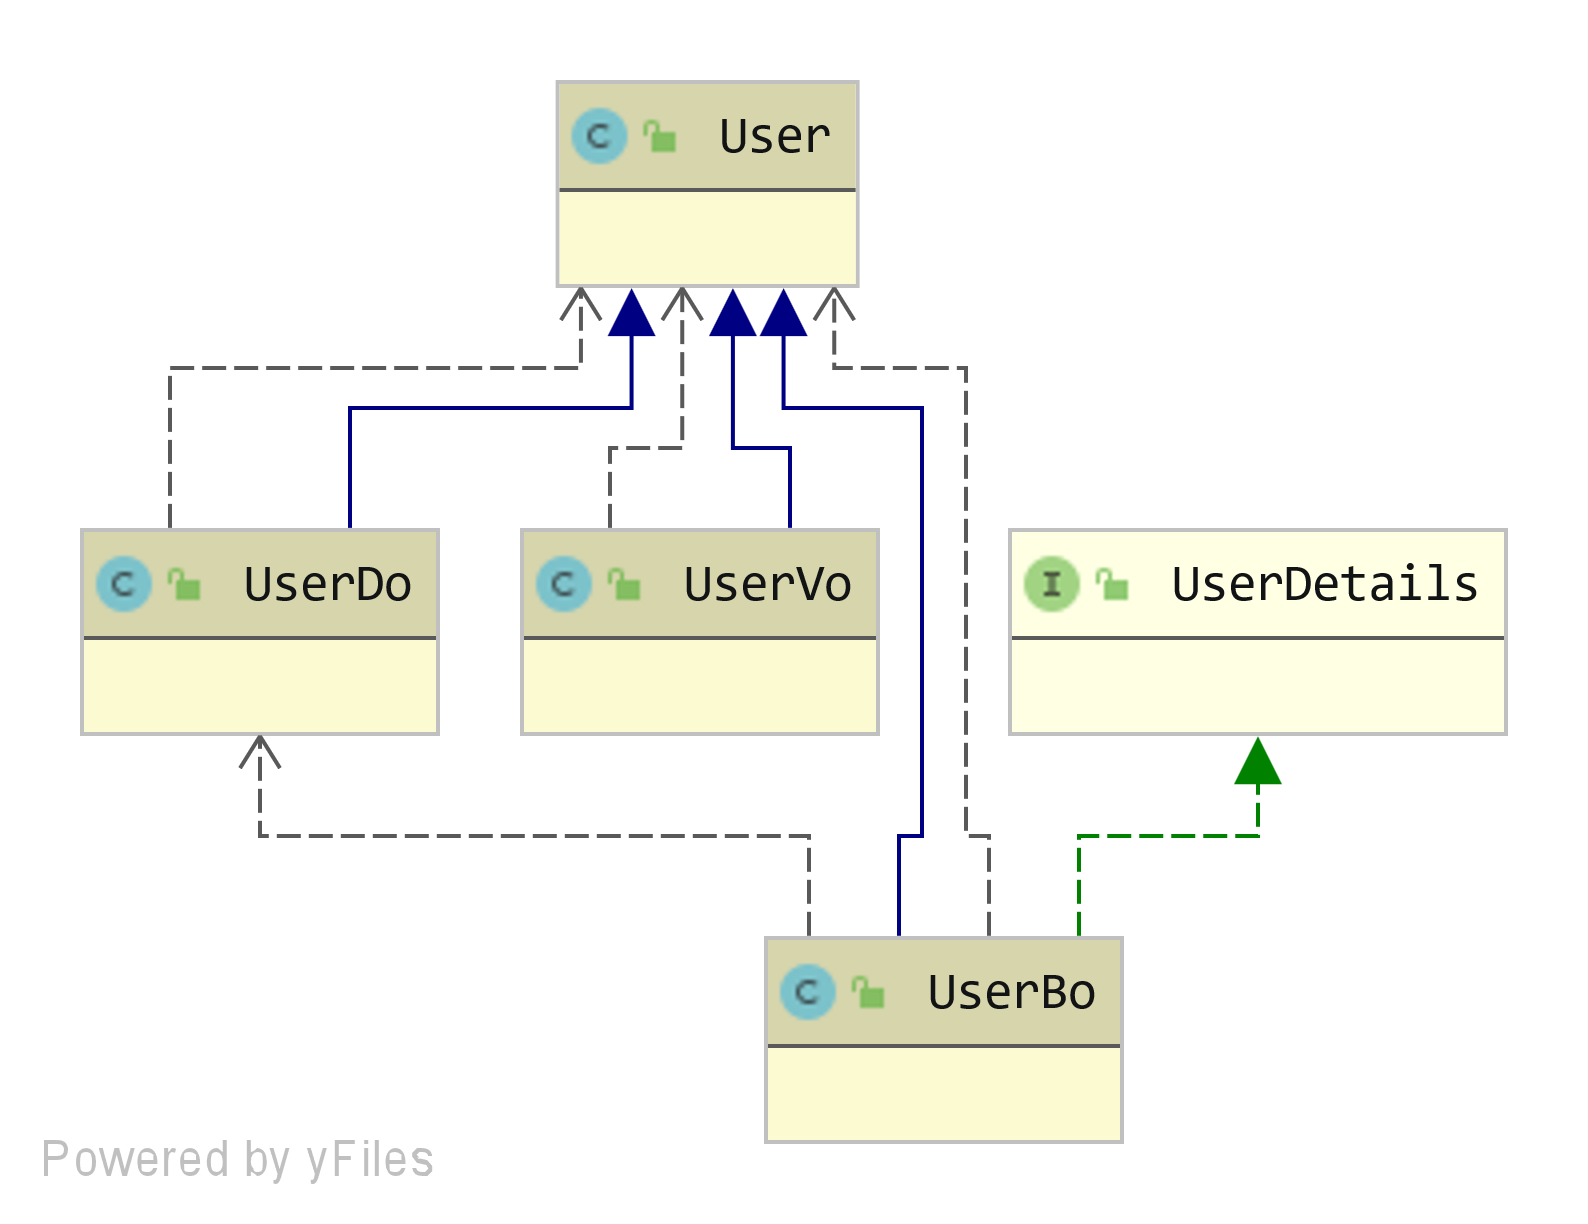 C User
C UserDo
C UserVo
I UserDetails
C UserBo
Powered by yFiles